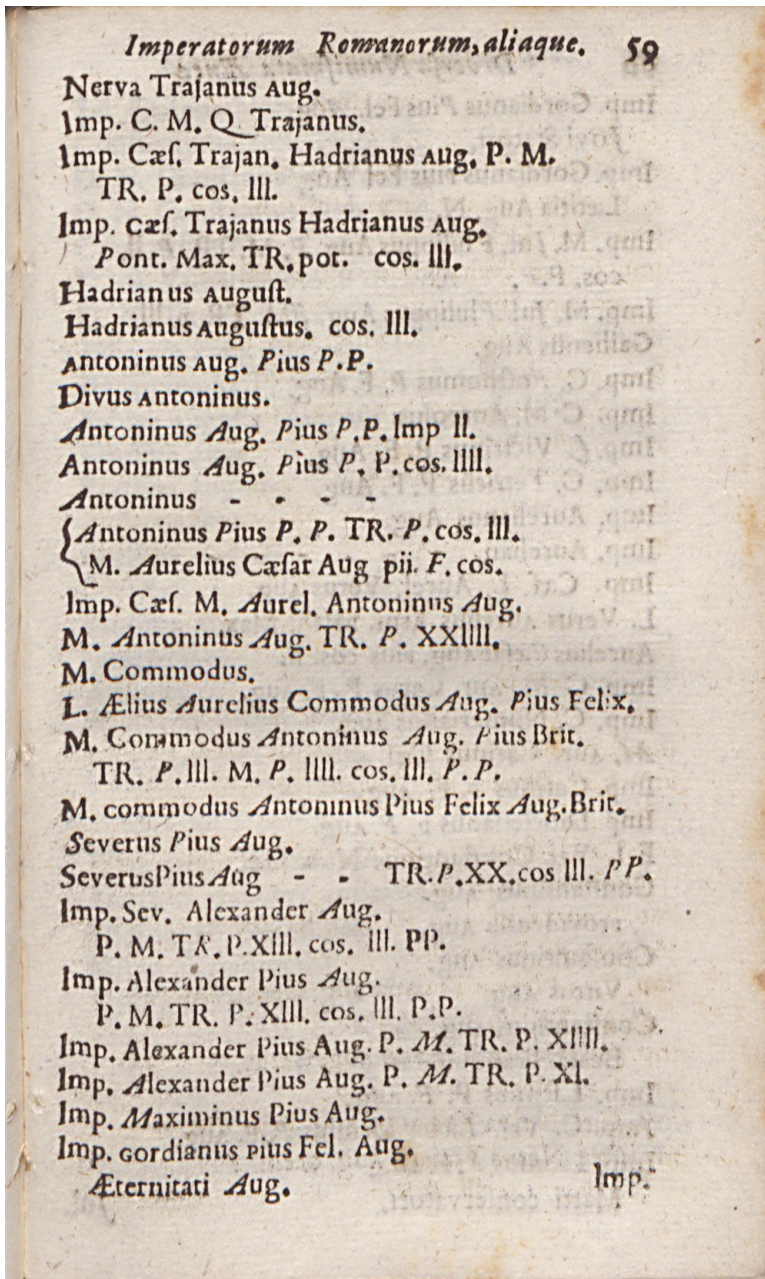 Imperatorum Romanorum, aliaque. 59
Nerva Trajanus Aug.
Imp. C. M. Q Trajanus.
Imp. Cæſ. Trajan. Hadrianus Aug. P. M.
TR. P. cos. III.
Imp. cæſ. Trajanus Hadrianus Aug.
Pont. Max. TR. pot. cos. III.
Hadrianus Auguſt.
Hadrianus Auguſtus. cos. III.
Antoninus Aug. Pius P.P.
Divus Antoninus.
Antoninus Aug. Pius P.P. Imp II.
Antoninus Aug. Pius P. P. cos. IIII.
Antoninus - - - -
Antoninus Pius P. P. TR. P. cos. III.
M. Aurelius Cæſar Aug pii. F. cos.
Imp. Cæſ. M. Aurel. Antoninus Aug.
M. Antoninus Aug. TR. P. XXIIII.
M. Commodus.
L. Ælius Aurelius Commodus Aug. Pius Felix.
M. Commodus Antoninus Aug. Pius Brit.
TR. P. III. M. P. IIII. cos. III. P. P.
M. commodus Antoninus Pius Felix Aug. Brit.
Severus Pius Aug.
Severus Pius Aug - - TR. P. XX. cos III. PP.
Imp. Sev. Alexander Aug.
P. M. TR. P. XIII. cos. III. PP.
Imp. Alexander Pius Aug.
P. M. TR. P. XIII. cos. III. P.P.
Imp. Alexander Pius Aug. P. M. TR. P. XIIII.
Imp. Alexander Pius Aug. P. M. TR. P. XI.
Imp. Maximinus Pius Aug.
Imp. Gordianus Pius Fel. Aug.
Æternitati Aug. Imp.